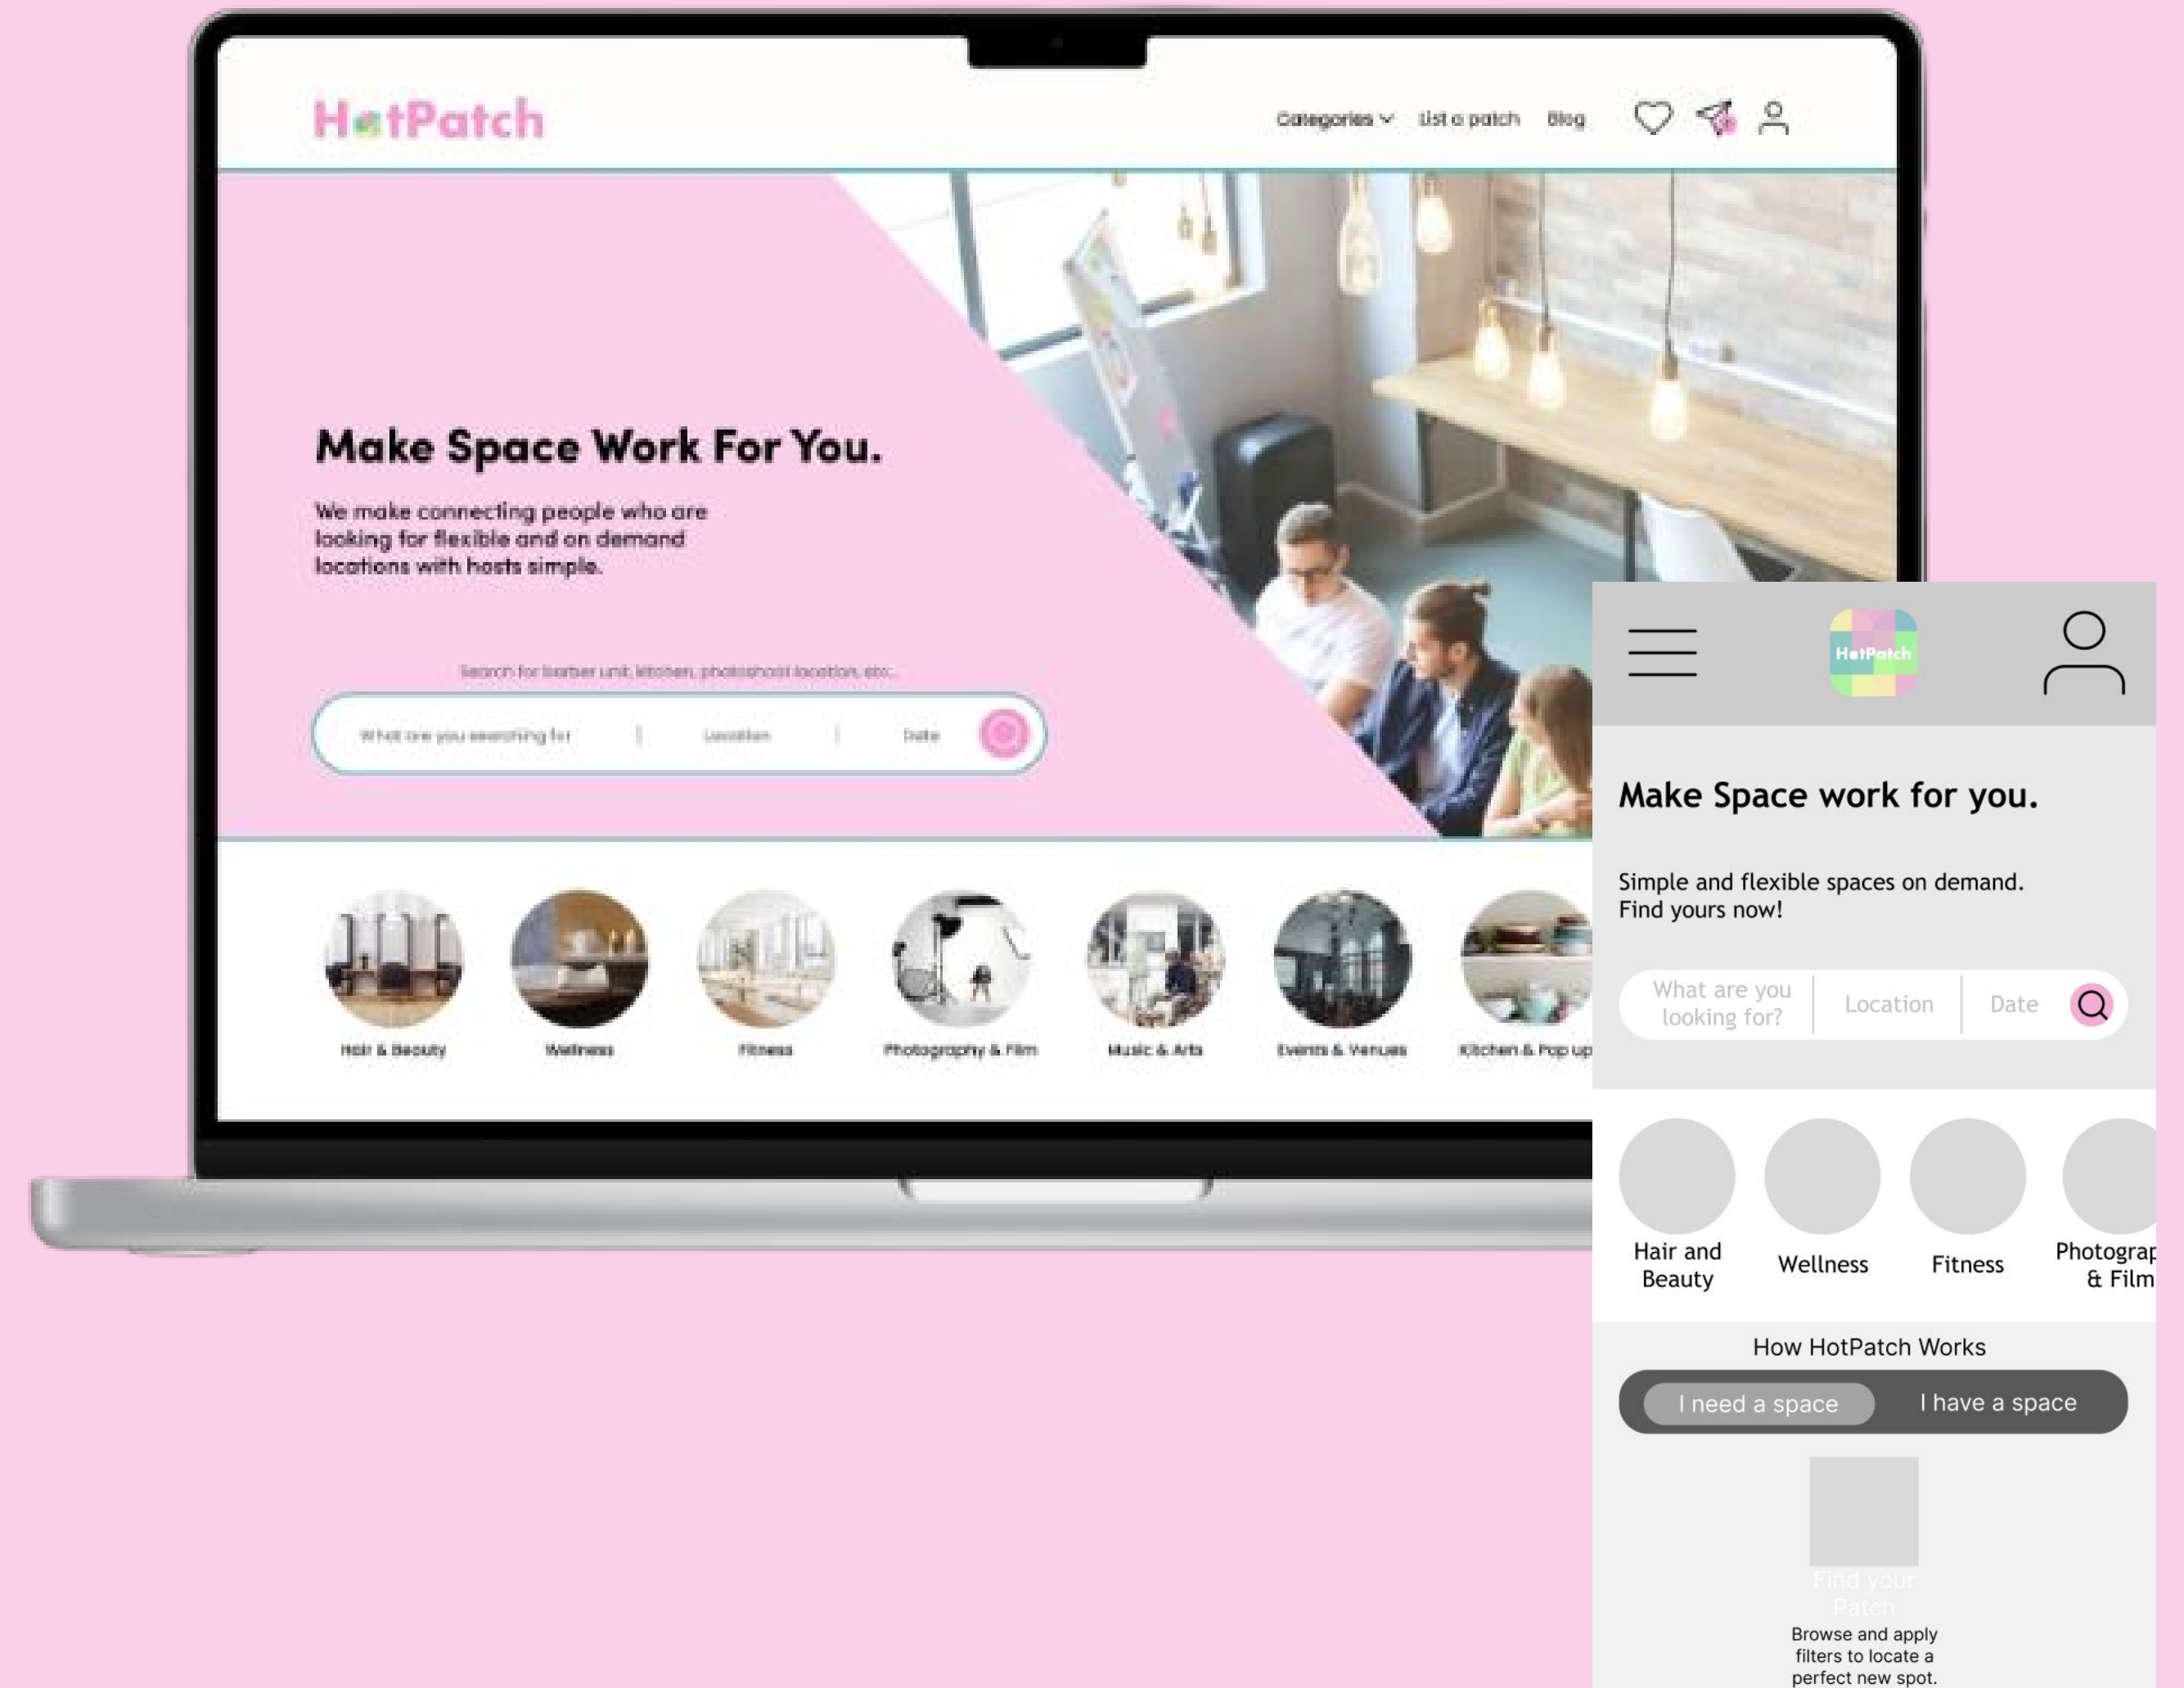 HotPatch
Categories List a patch Blog
Make Space Work For You.
We make connecting people who are
looking for flexible and on demand
locations with hosts simple.
Search for barber unit, kitchen, photoshoot location, etc...
What are you searching for | Location | Date
Hair & Beauty Wellness Fitness Photography & Film Music & Arts Events & Venues Kitchen & Pop up
HotPatch
Make Space work for you.
Simple and flexible spaces on demand.
Find yours now!
What are you
looking for?
Location
Date
Hair and
Beauty
Wellness
Fitness
Photograp
& Film
How HotPatch Works
I need a space I have a space
Find your
Patch
Browse and apply
filters to locate a
perfect new spot.